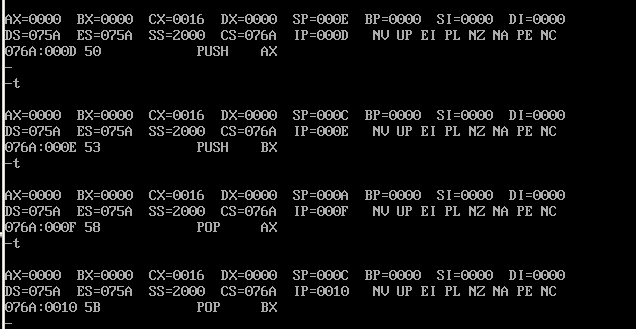 AX=0000  BX=0000  CX=0016  DX=0000  SP=000E  BP=0000  SI=0000  DI=0000
DS=075A  ES=075A  SS=2000  CS=076A  IP=000D   NV UP EI PL NZ NA PE NC
076A:000D 50            PUSH    AX
-
-t
AX=0000  BX=0000  CX=0016  DX=0000  SP=000C  BP=0000  SI=0000  DI=0000
DS=075A  ES=075A  SS=2000  CS=076A  IP=000E   NV UP EI PL NZ NA PE NC
076A:000E 53            PUSH    BX
-t
AX=0000  BX=0000  CX=0016  DX=0000  SP=000A  BP=0000  SI=0000  DI=0000
DS=075A  ES=075A  SS=2000  CS=076A  IP=000F   NV UP EI PL NZ NA PE NC
076A:000F 58            POP     AX
-t
AX=0000  BX=0000  CX=0016  DX=0000  SP=000C  BP=0000  SI=0000  DI=0000
DS=075A  ES=075A  SS=2000  CS=076A  IP=0010   NV UP EI PL NZ NA PE NC
076A:0010 5B            POP     BX
-